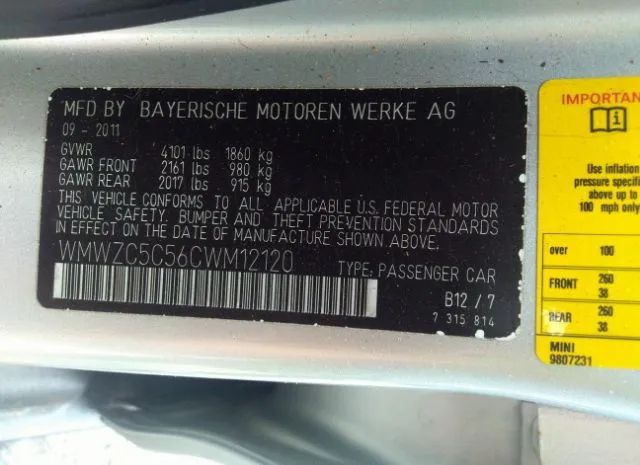 MFD BY BAYERISCHE MOTOREN WERKE AG
09 - 2011
GVWR 4101 lbs 1860 kg
GAWR FRONT 2161 lbs 980 kg
GAWR REAR 2017 lbs 915 kg
THIS VEHICLE CONFORMS TO ALL APPLICABLE U.S. FEDERAL MOTOR
VEHICLE SAFETY, BUMPER AND THEFT PREVENTION STANDARDS
IN EFFECT ON THE DATE OF MANUFACTURE SHOWN ABOVE.
WMWZC5C56CWM12120
TYPE: PASSENGER CAR
B12 / 7
7 315 814
IMPORTAN
Use inflation
pressure specifi
above up to
100 mph only
over 100
FRONT 260 38
REAR 260 38
MINI
9807231